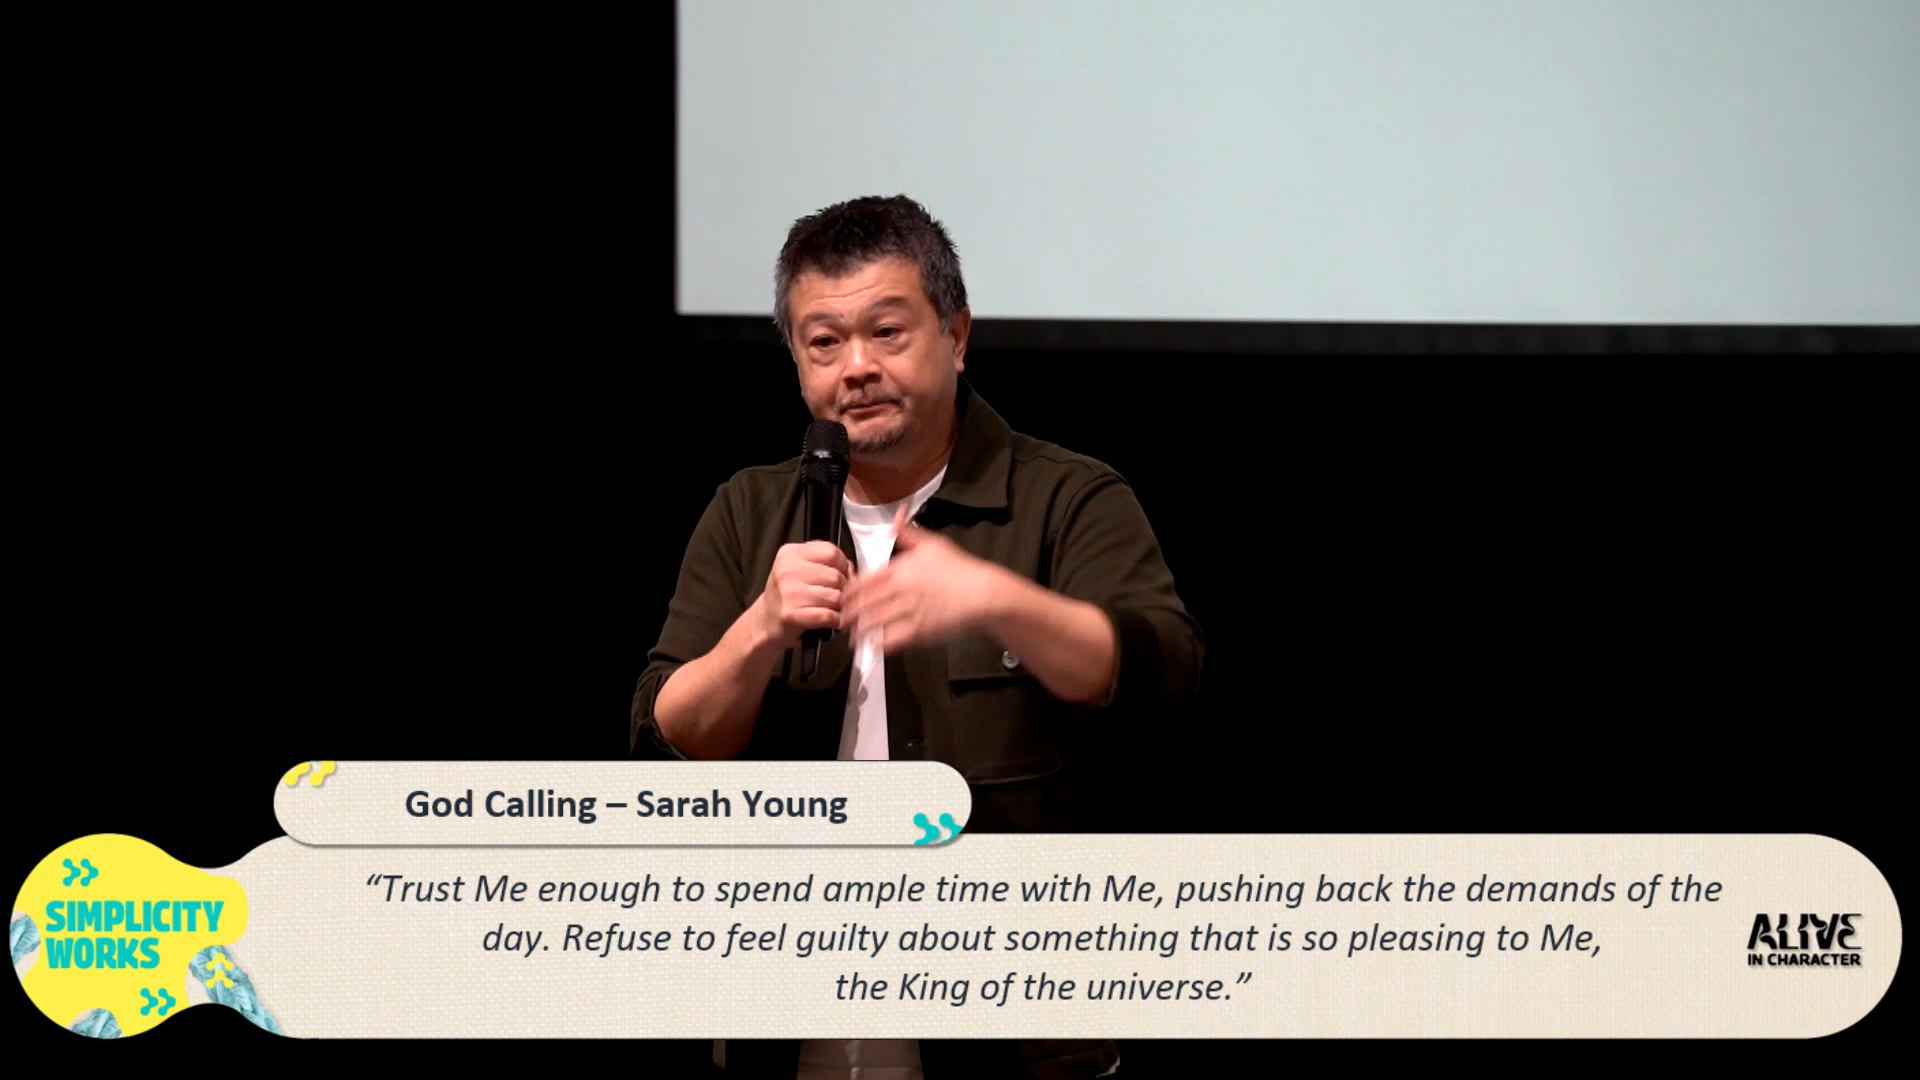 God Calling – Sarah Young
“Trust Me enough to spend ample time with Me, pushing back the demands of the
day. Refuse to feel guilty about something that is so pleasing to Me,
the King of the universe.”
SIMPLICITY
WORKS
ALIVE
IN CHARACTER